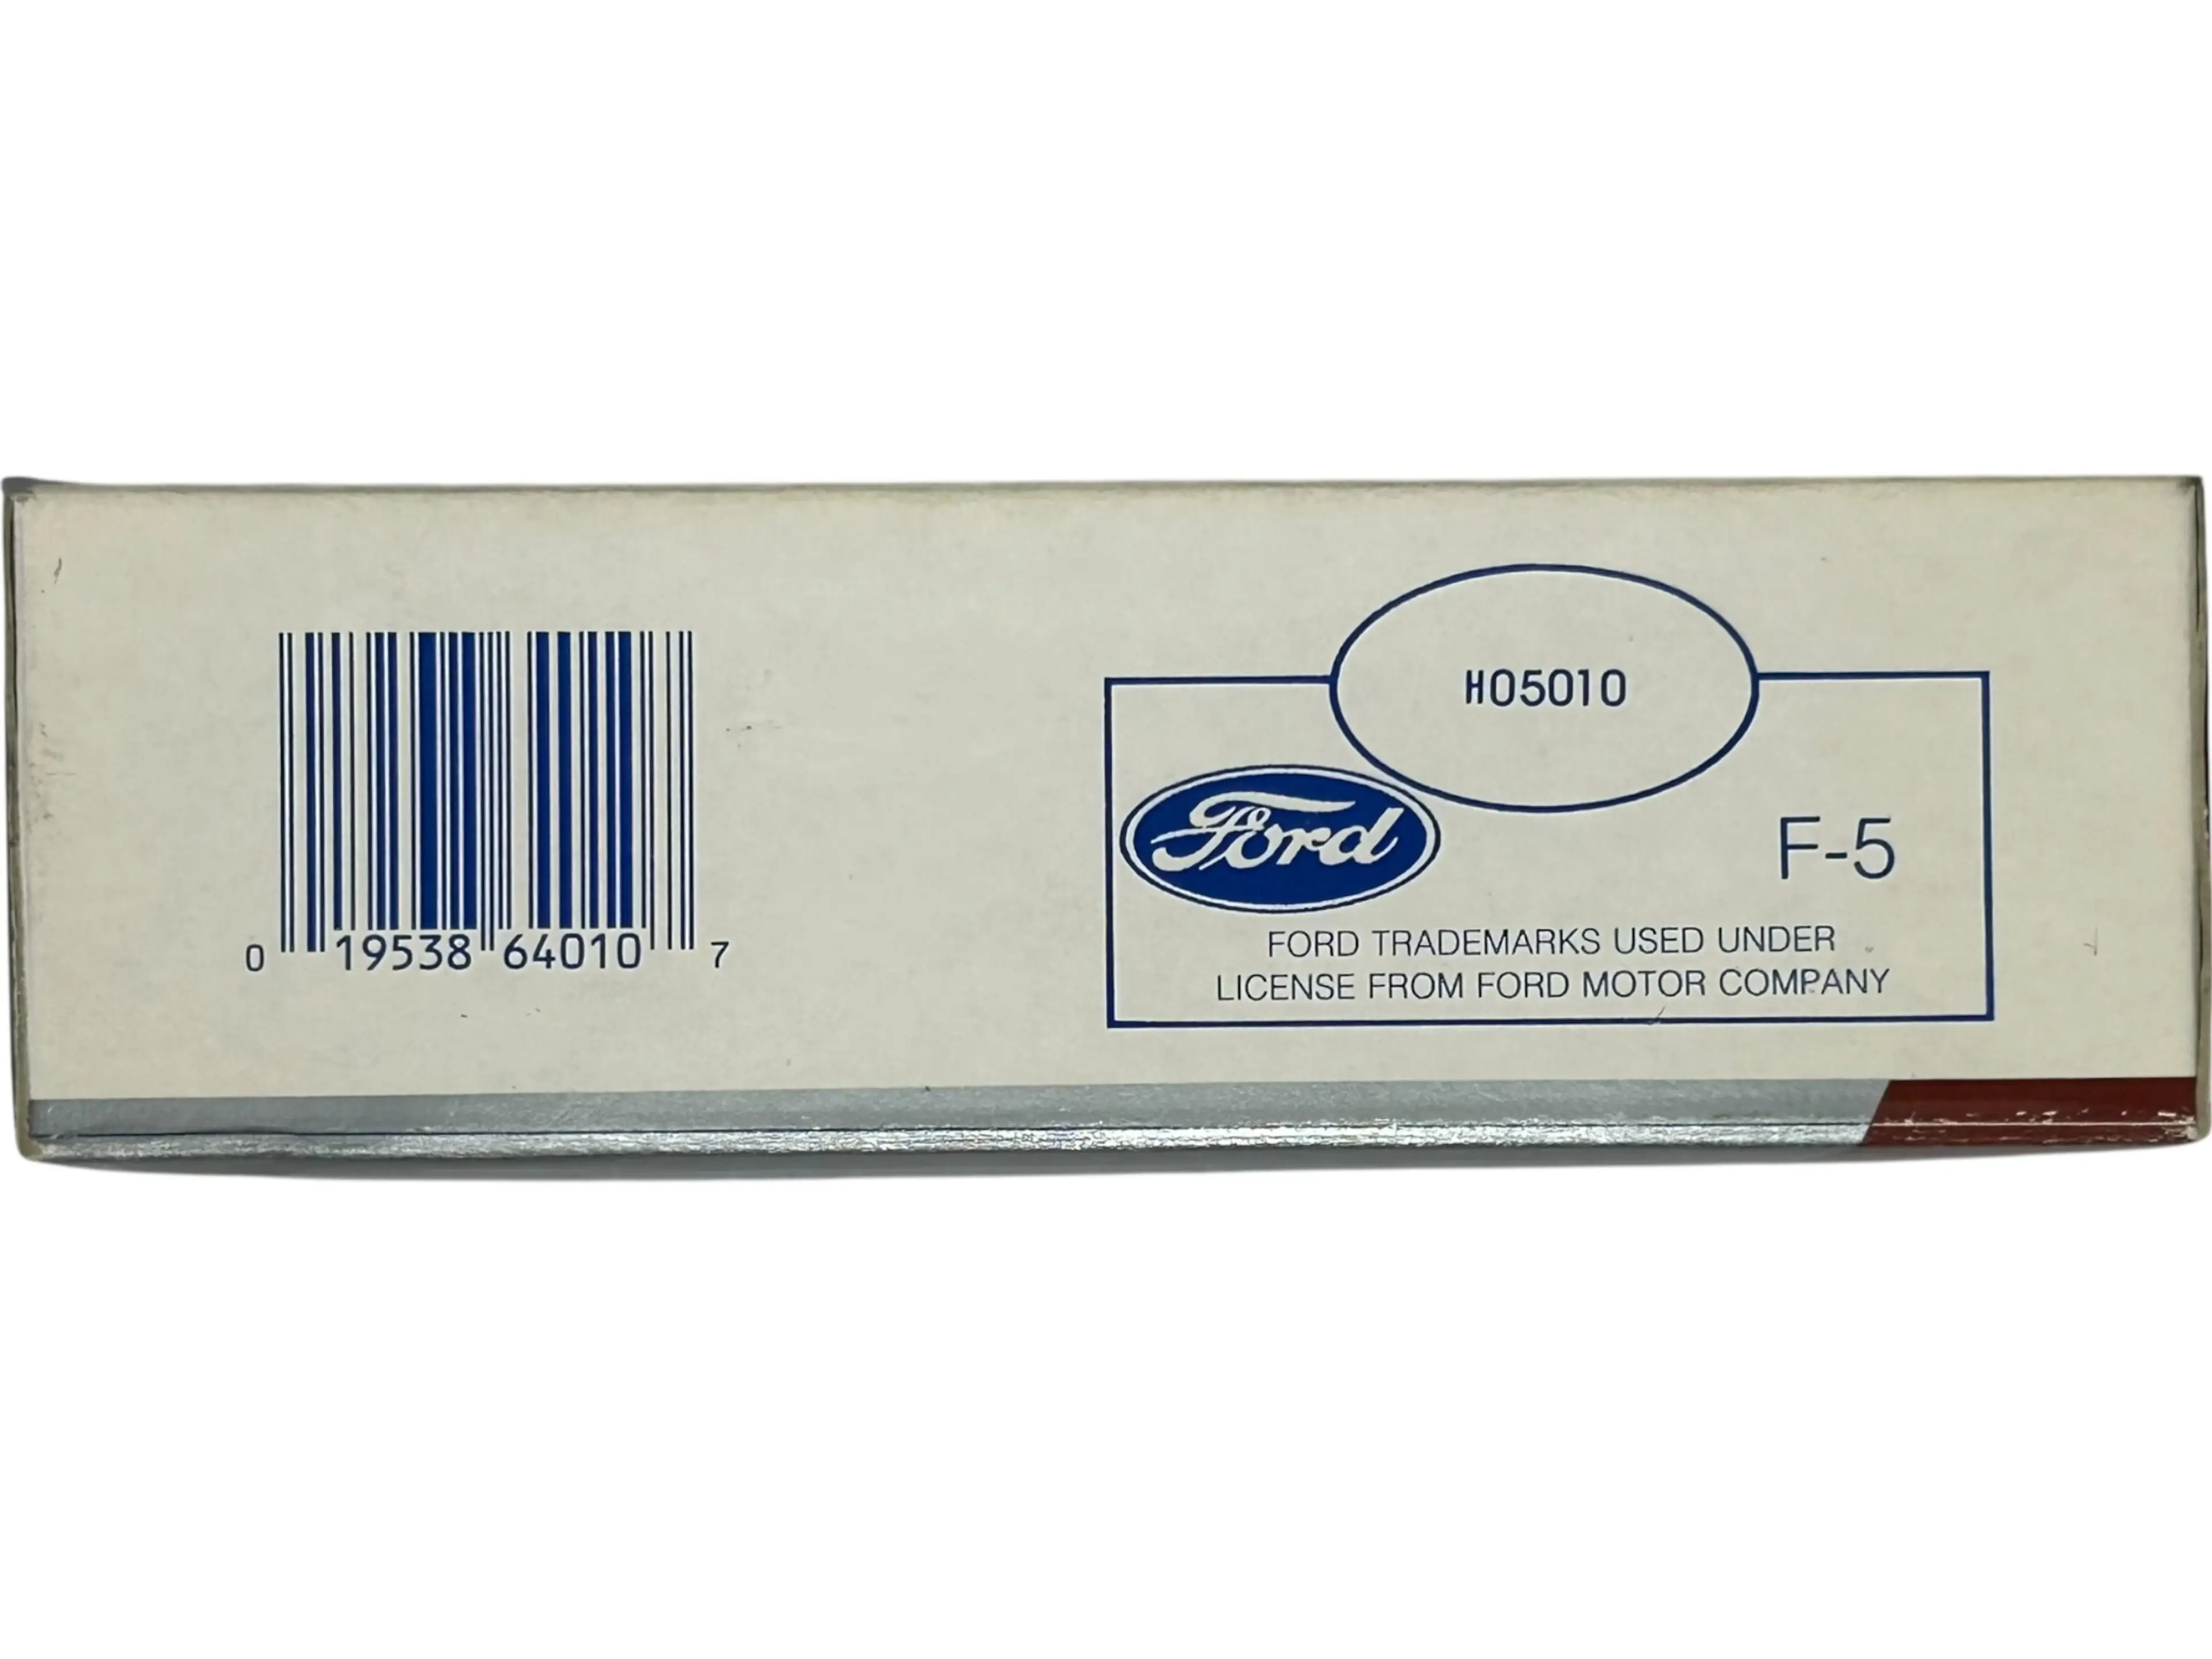 0 19538 64010 7
H05010
Ford
F-5
FORD TRADEMARKS USED UNDER
LICENSE FROM FORD MOTOR COMPANY